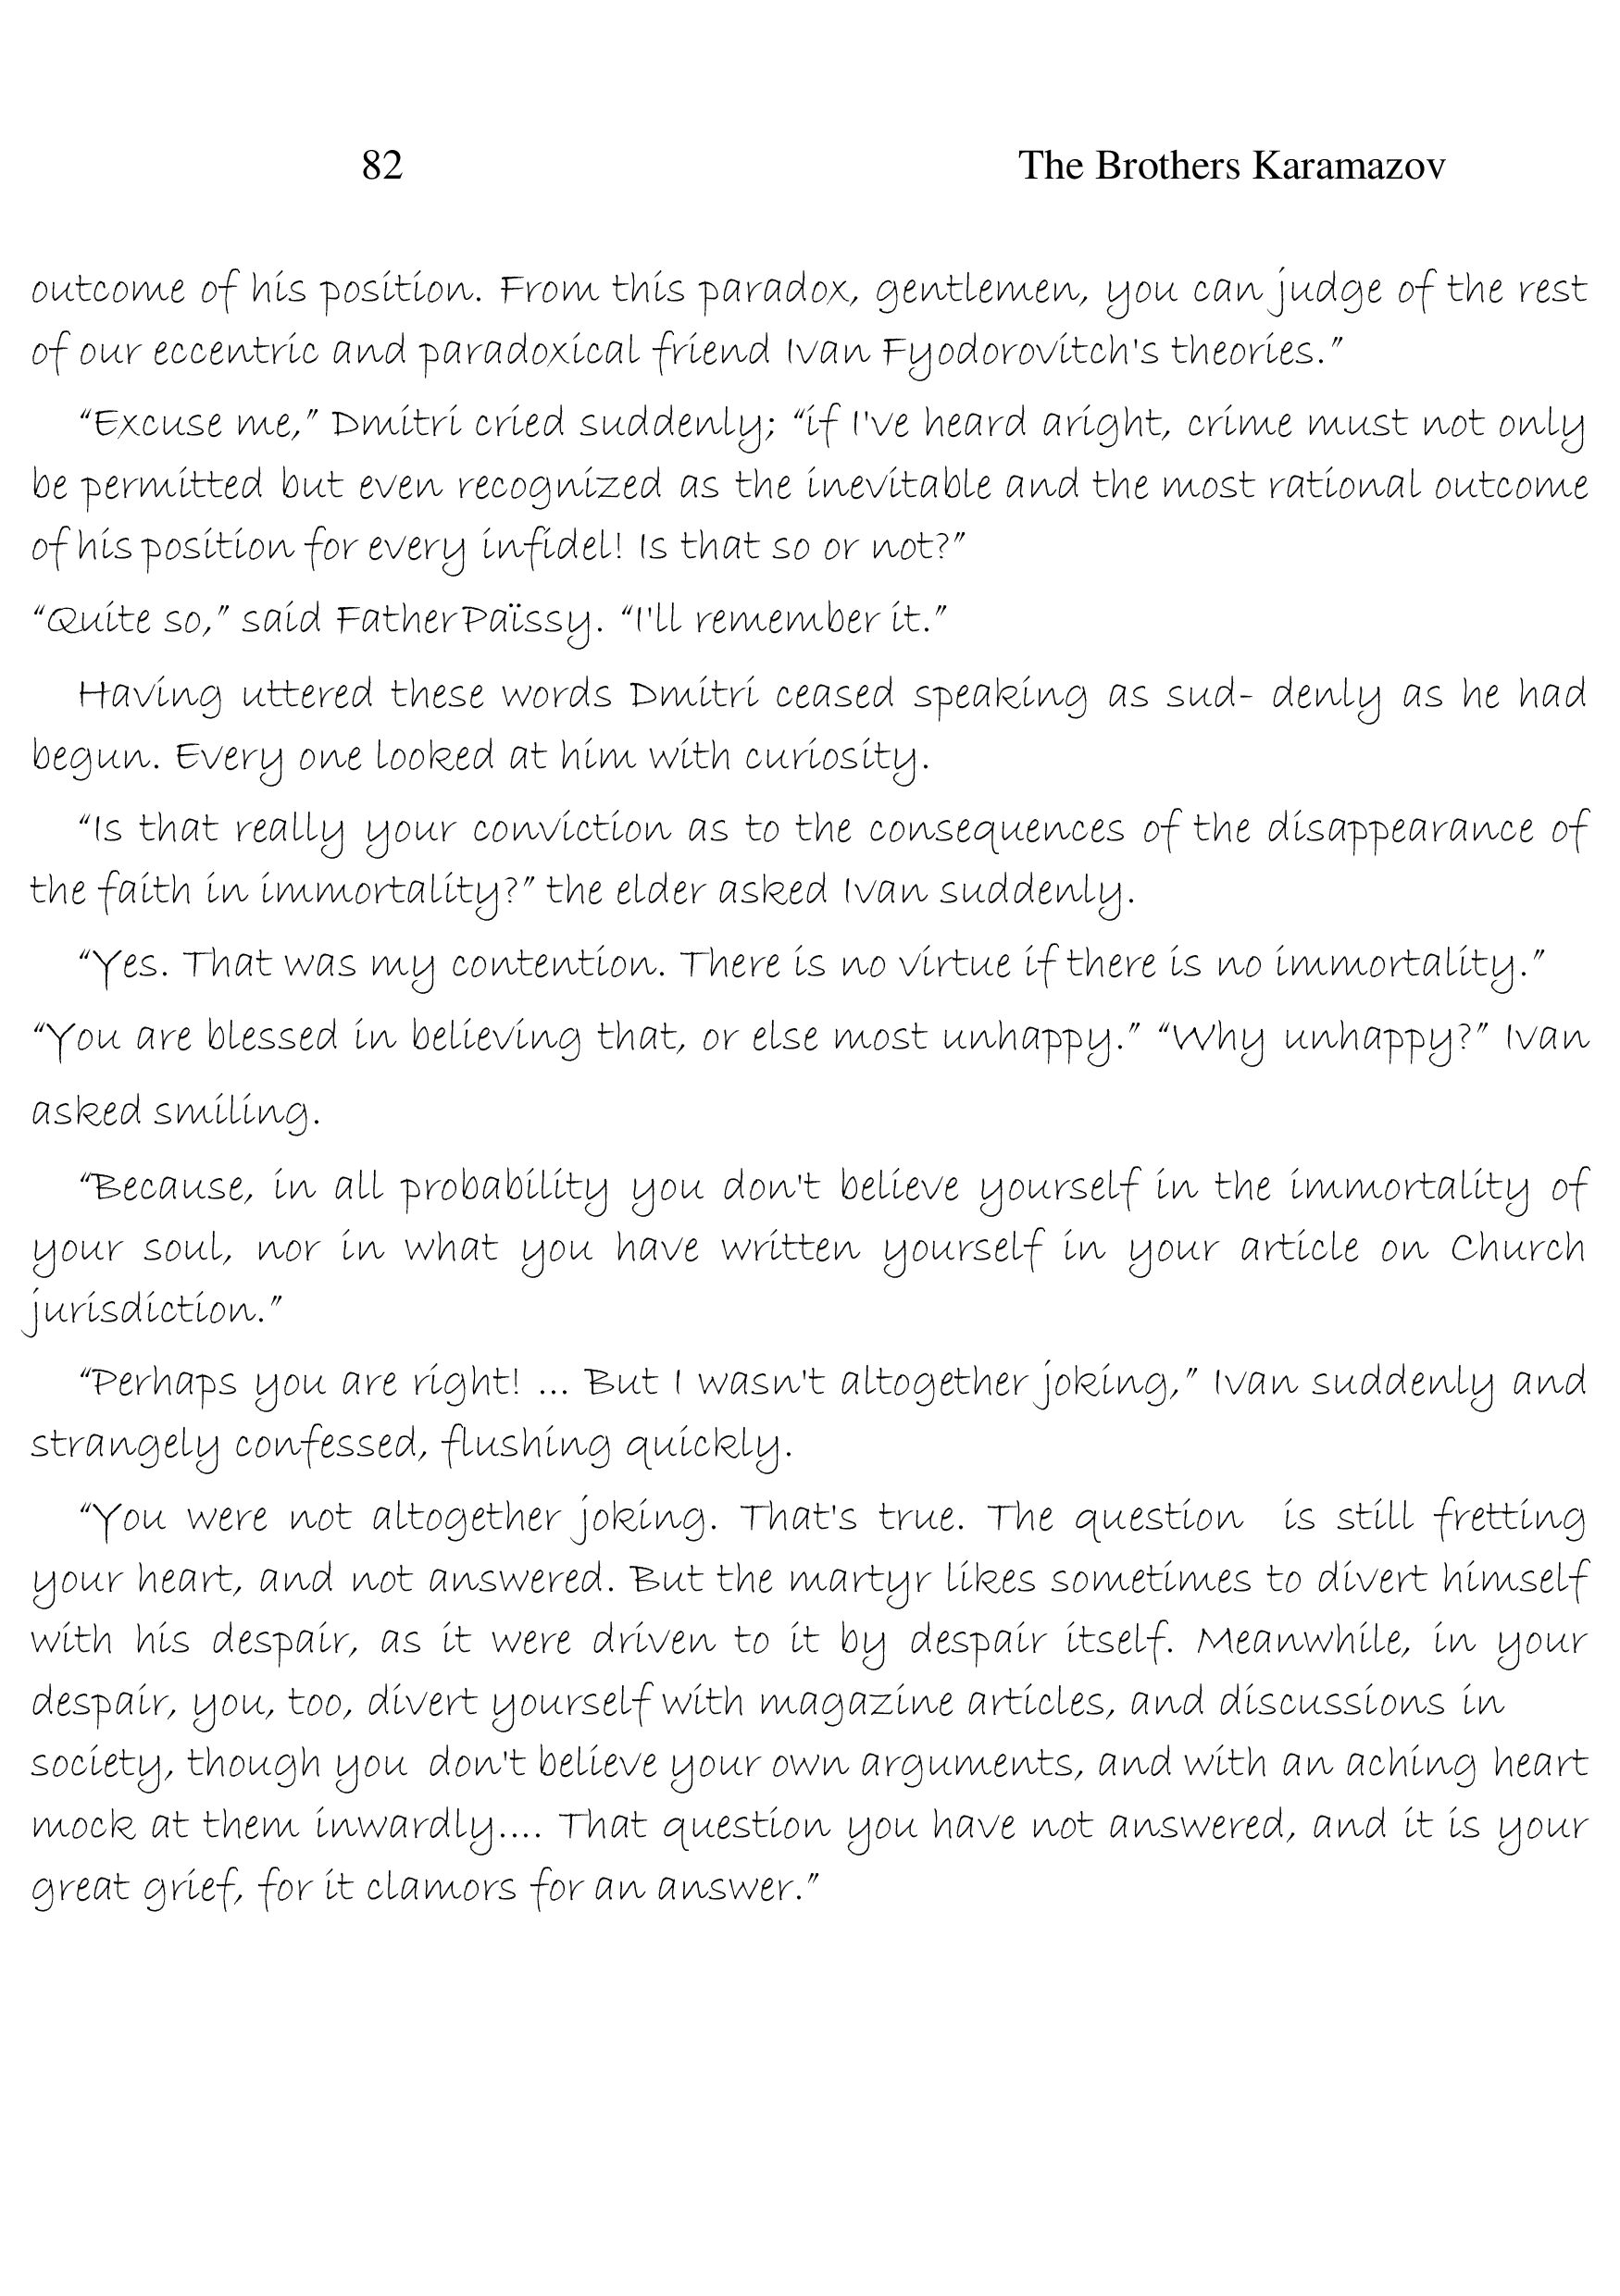 82 The Brothers Karamazov
outcome of his position. From this paradox, gentlemen, you can judge of the rest
of our eccentric and paradoxical friend Ivan Fyodorovitch's theories.”
“Excuse me,” Dmitri cried suddenly; “if I've heard aright, crime must not only
be permitted but even recognized as the inevitable and the most rational outcome
of his position for every infidel! Is that so or not?”
“Quite so,” said Father Païssy. “I'll remember it.”
Having uttered these words Dmitri ceased speaking as sud- denly as he had
begun. Every one looked at him with curiosity.
“Is that really your conviction as to the consequences of the disappearance of
the faith in immortality?” the elder asked Ivan suddenly.
“Yes. That was my contention. There is no virtue if there is no immortality.”
“You are blessed in believing that, or else most unhappy.” “Why unhappy?” Ivan
asked smiling.
“Because, in all probability you don't believe yourself in the immortality of
your soul, nor in what you have written yourself in your article on Church
jurisdiction.”
“Perhaps you are right! ... But I wasn't altogether joking,” Ivan suddenly and
strangely confessed, flushing quickly.
“You were not altogether joking. That's true. The question is still fretting
your heart, and not answered. But the martyr likes sometimes to divert himself
with his despair, as it were driven to it by despair itself. Meanwhile, in your
despair, you, too, divert yourself with magazine articles, and discussions in
society, though you don't believe your own arguments, and with an aching heart
mock at them inwardly.... That question you have not answered, and it is your
great grief, for it clamors for an answer.”